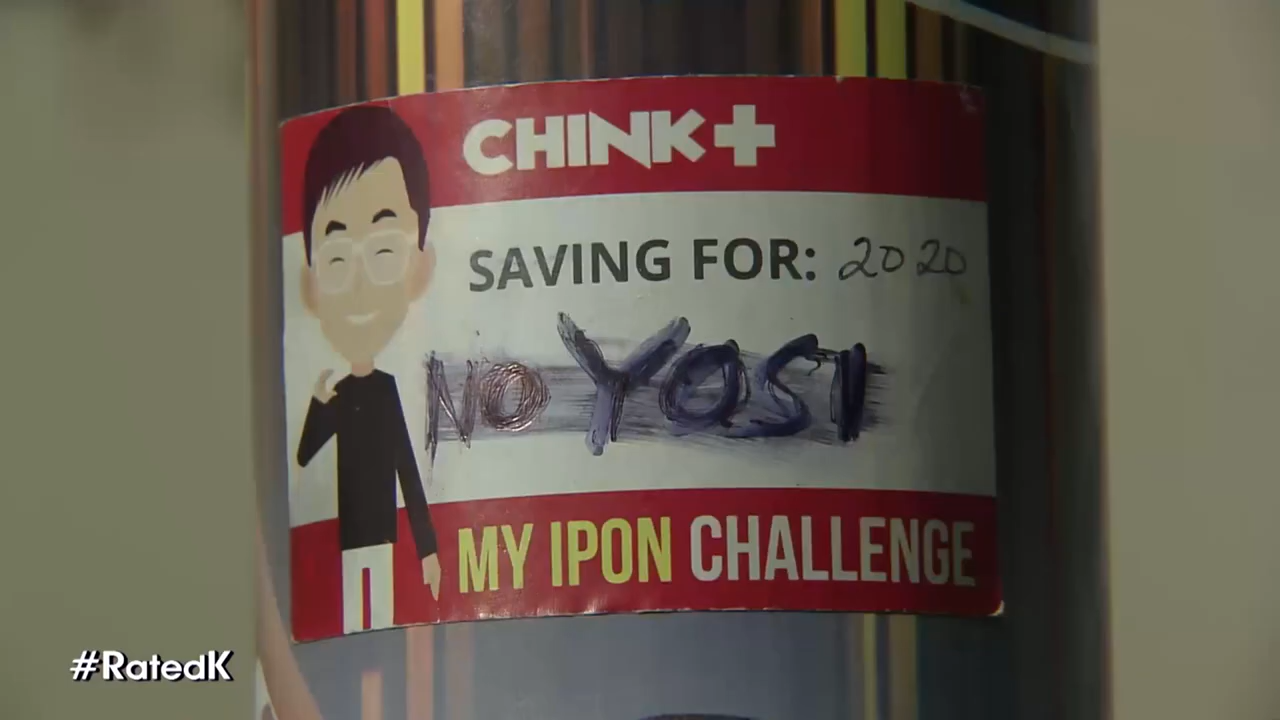 CHINK+
SAVING FOR: 2020
NO YOSI
MY IPON CHALLENGE
#RatedK